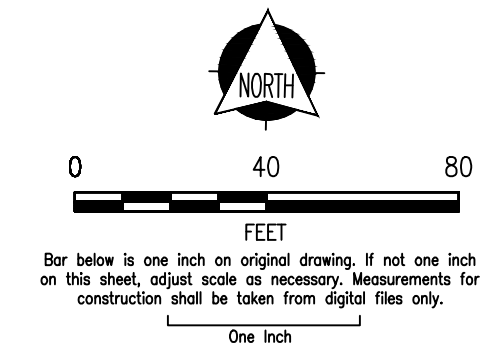 NORTH
0 40 80
FEET
Bar below is one inch on original drawing. If not one inch
on this sheet, adjust scale as necessary. Measurements for
construction shall be taken from digital files only.
One Inch